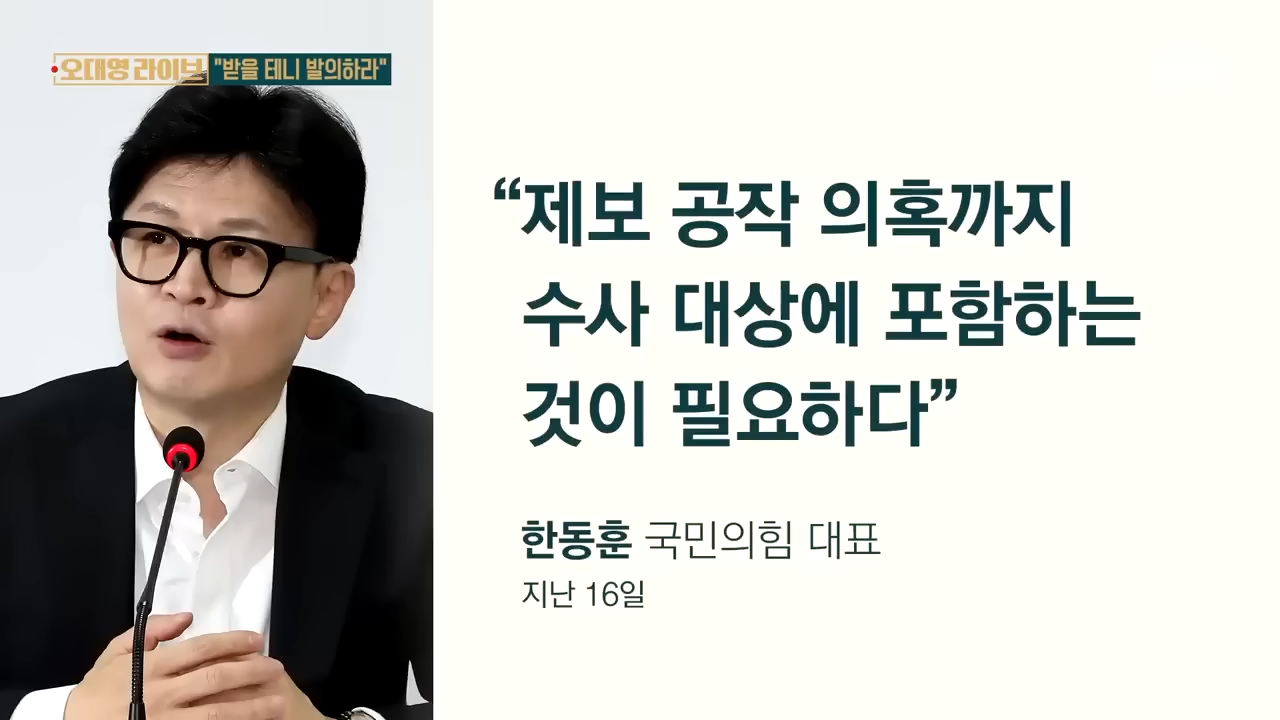 오대영 라이브 "받을 테니 발의하라"
“제보 공작 의혹까지
수사 대상에 포함하는
것이 필요하다”
한동훈 국민의힘 대표
지난 16일